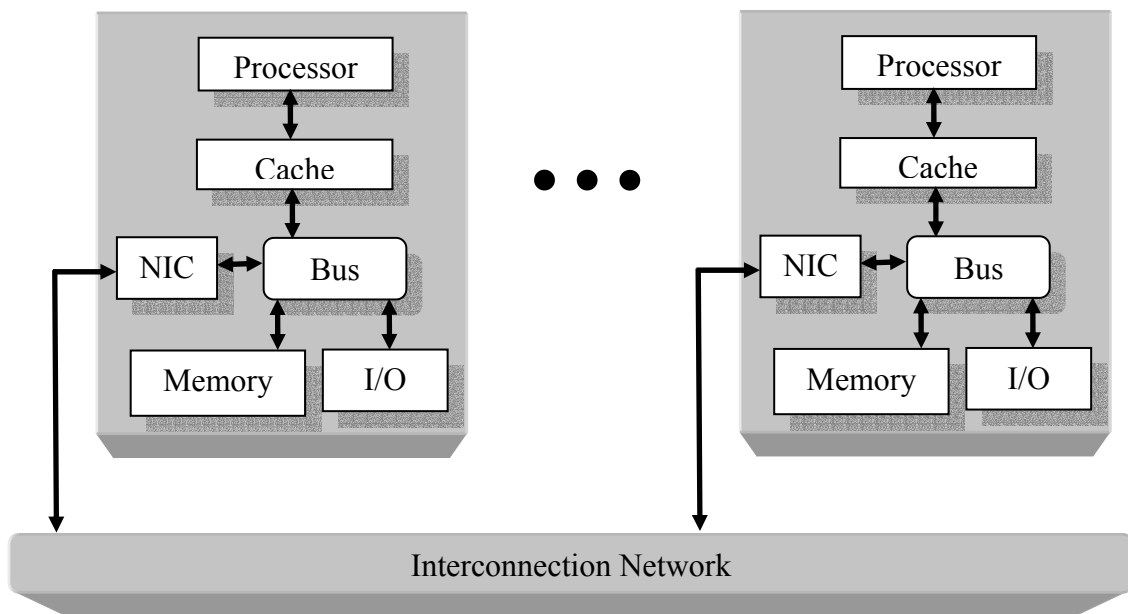 Processor
Cache
NIC
Bus
Memory
I/O
Processor
Cache
NIC
Bus
Memory
I/O
Interconnection Network